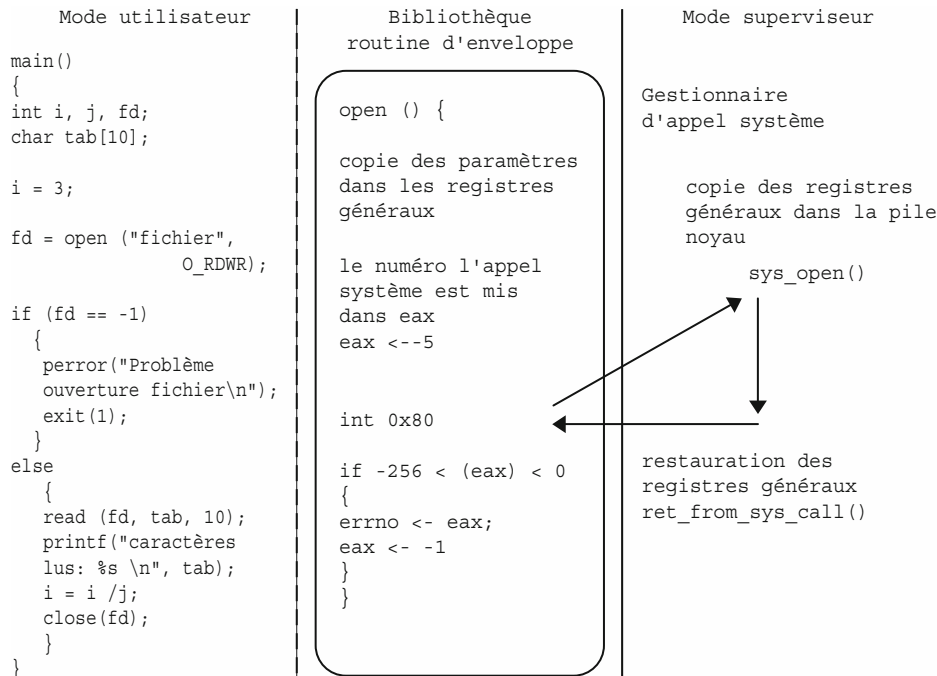 Mode utilisateur
main()
{
int i, j, fd;
char tab[10];
i = 3;
fd = open ("fichier",
O_RDWR);
if (fd == -1)
{
perror("Problème
ouverture fichier\n");
exit(1);
}
else
{
read (fd, tab, 10);
printf("caractères
lus: %s \n", tab);
i = i /j;
close(fd);
}
}
Bibliothèque
routine d'enveloppe
open () {
copie des paramètres
dans les registres
généraux
le numéro l'appel
système est mis
dans eax
eax <--5
int 0x80
if -256 < (eax) < 0
{
errno <- eax;
eax <- -1
}
}
Mode superviseur
Gestionnaire
d'appel système
copie des registres
généraux dans la pile
noyau
sys_open()
restauration des
registres généraux
ret_from_sys_call()